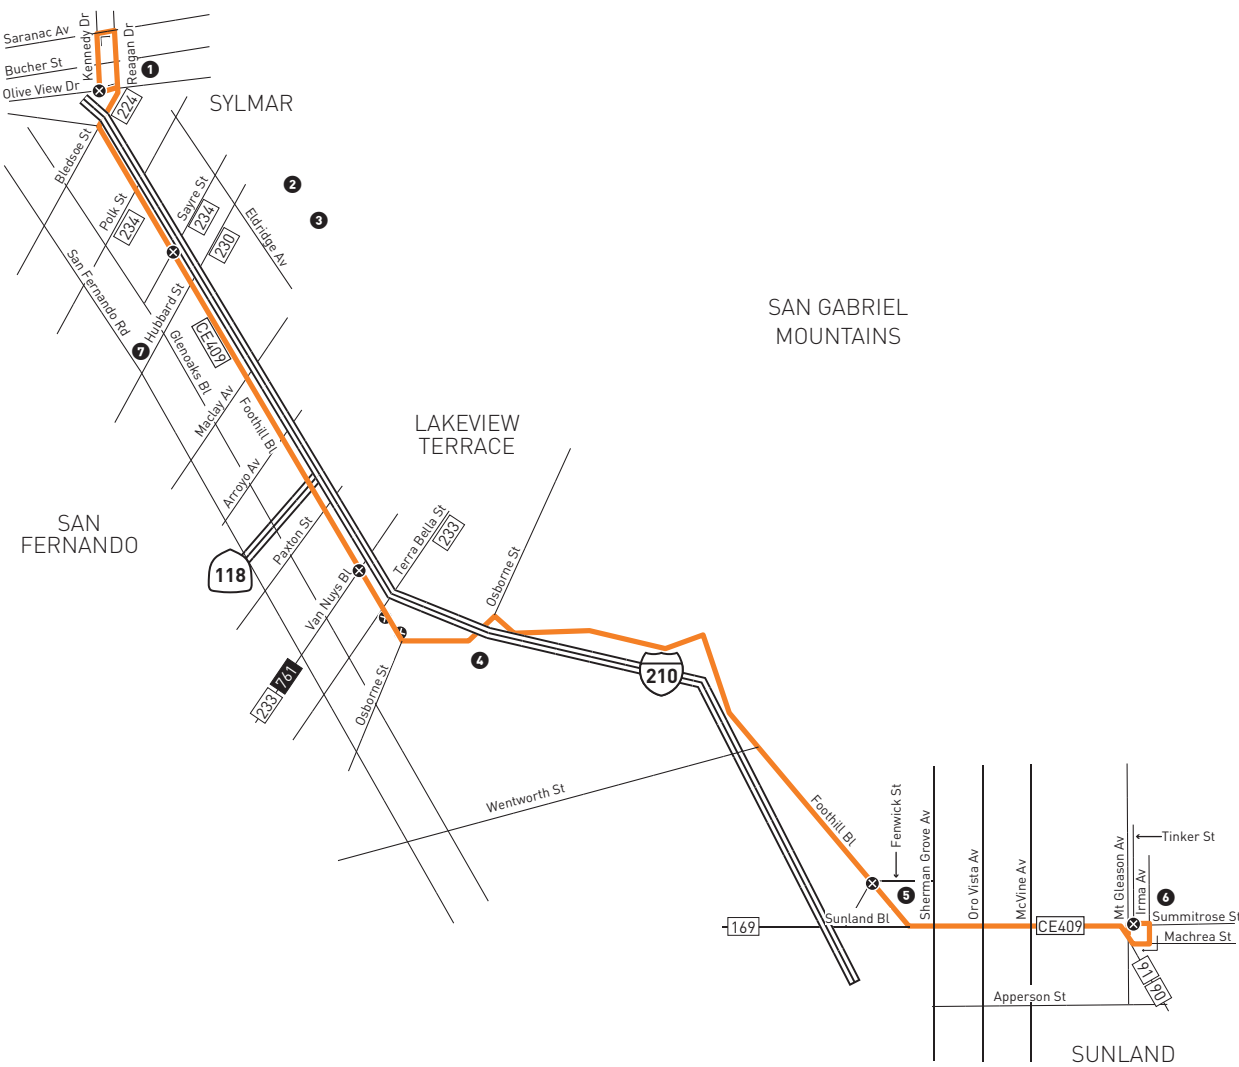 Saranac Av
Kennedy Dr
Reagan Dr
Bucher St
1
Olive View Dr
224
SYLMAR
Bledsoe St
2
3
Polk St
234
Sayre St
234
230
Eldridge Av
San Fernando Rd
Hubbard St
7
CE409
Glenoaks Bl
SAN GABRIEL
MOUNTAINS
Maclay Av
Foothill Bl
LAKEVIEW
TERRACE
Arroyo Av
SAN
FERNANDO
118
Paxton St
Terra Bella St
233
Van Nuys Bl
Osborne St
4
233
761
Osborne St
210
Wentworth St
Foothill Bl
Fenwick St
5
Sunland Bl
169
Sherman Grove Av
Oro Vista Av
McVine Av
CE409
Mt Gleason Av
Tinker St
Irma Av
6
Summitrose St
Machrea St
91
90
Apperson St
SUNLAND